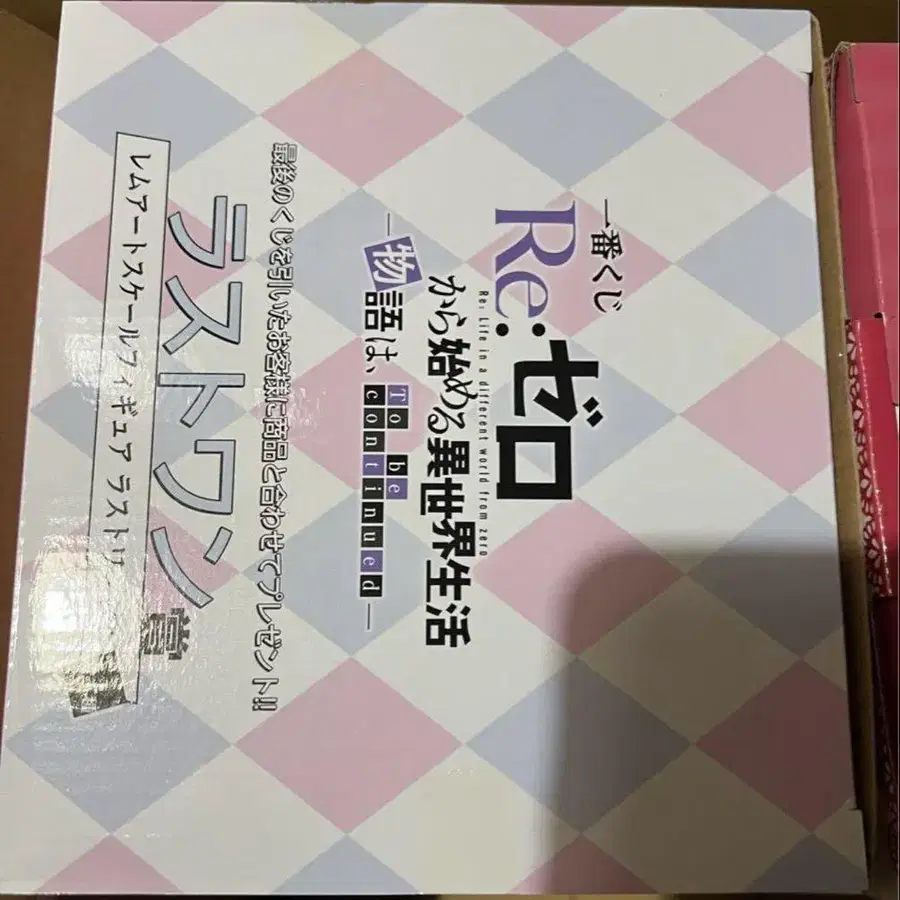 一番くじ
Re:ゼロ
Re: Life in a different world from zero
から始める異世界生活
―物語は、To be continued―
最後のくじを引いたお客様に商品と合わせてプレゼント!!
ラストワン賞
レムアートスケールフィギュア ラスト